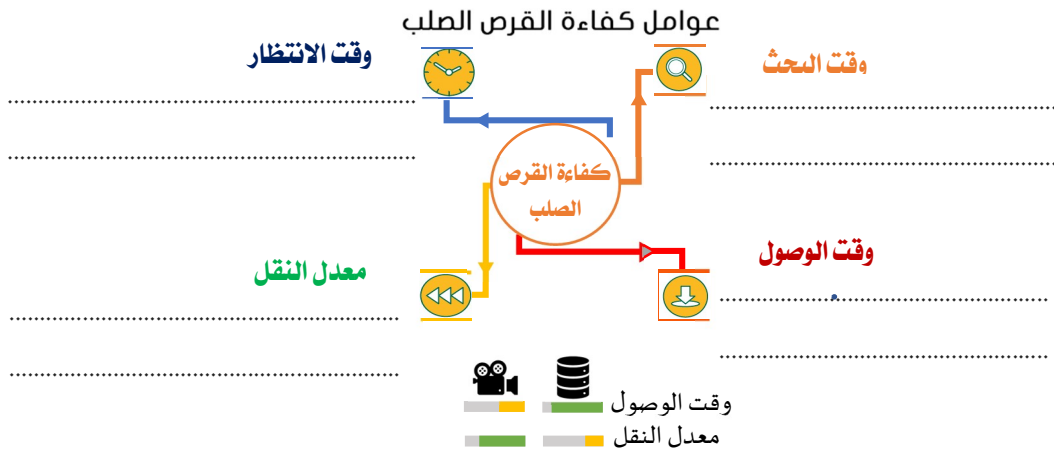 عوامل كفاءة القرص الصلب
وقت البحث
وقت الانتظار
كفاءة القرص
الصلب
وقت الوصول
معدل النقل
وقت الوصول
معدل النقل